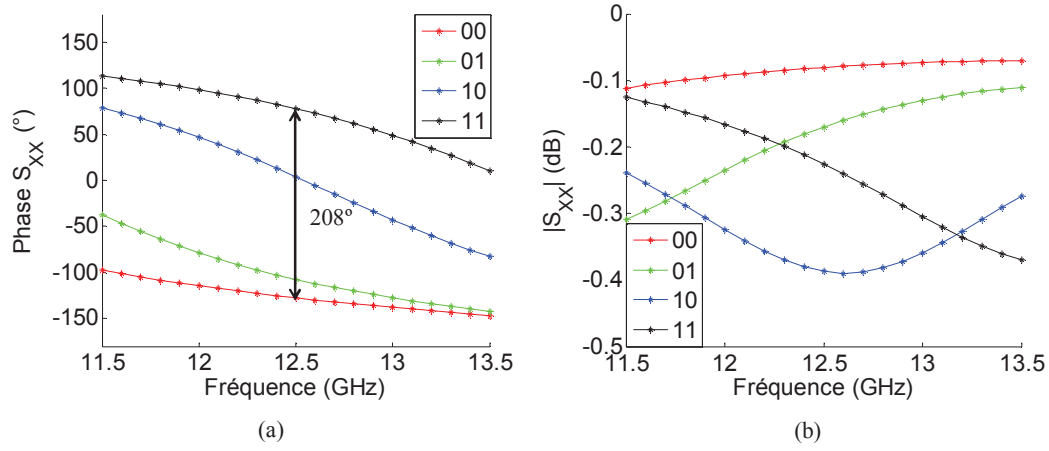 150
100
50
0
-50
-100
-150
Phase S_XX (°)
00
01
10
11
208°
11.5 12 12.5 13 13.5
Fréquence (GHz)
(a)
0
-0.1
-0.2
-0.3
-0.4
-0.5
|S_XX| (dB)
00
01
10
11
11.5 12 12.5 13 13.5
Fréquence (GHz)
(b)